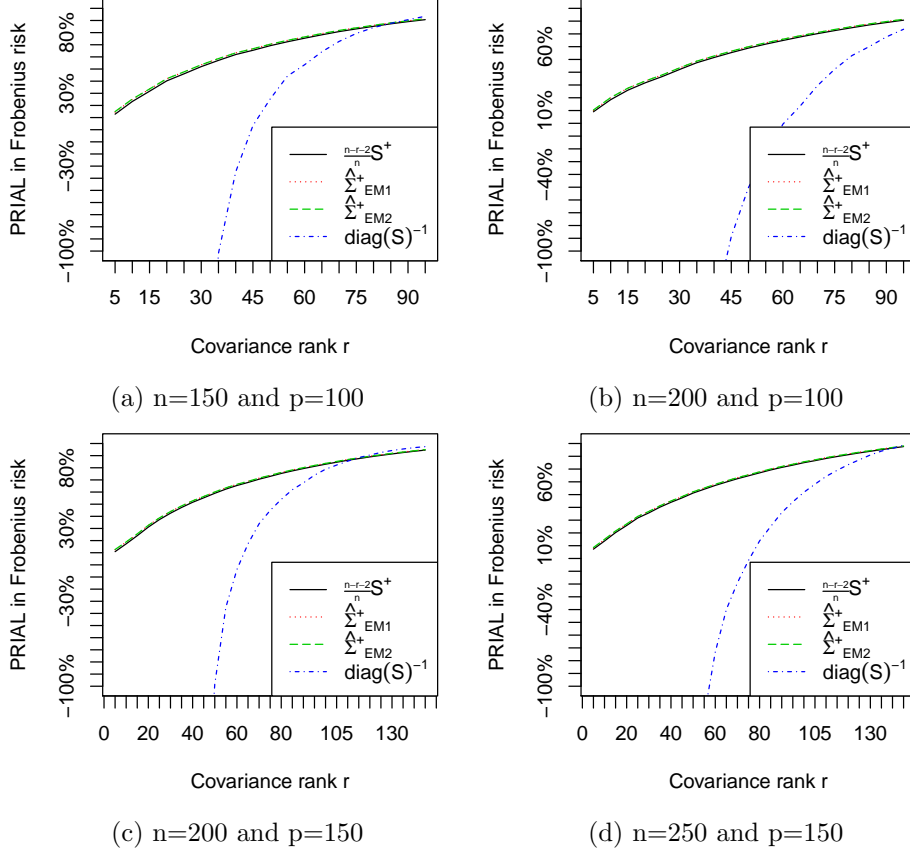 PRIAL in Frobenius risk
−100% −30% 30% 80%
n−r−2/n S+
Σ̂+EM1
Σ̂+EM2
diag(S)−1
5 15 30 45 60 75 90
Covariance rank r
(a) n=150 and p=100
PRIAL in Frobenius risk
−100% −40% 10% 60%
n−r−2/n S+
Σ̂+EM1
Σ̂+EM2
diag(S)−1
5 15 30 45 60 75 90
Covariance rank r
(b) n=200 and p=100
PRIAL in Frobenius risk
−100% −30% 30% 80%
n−r−2/n S+
Σ̂+EM1
Σ̂+EM2
diag(S)−1
0 20 40 60 80 105 130
Covariance rank r
(c) n=200 and p=150
PRIAL in Frobenius risk
−100% −40% 10% 60%
n−r−2/n S+
Σ̂+EM1
Σ̂+EM2
diag(S)−1
0 20 40 60 80 105 130
Covariance rank r
(d) n=250 and p=150